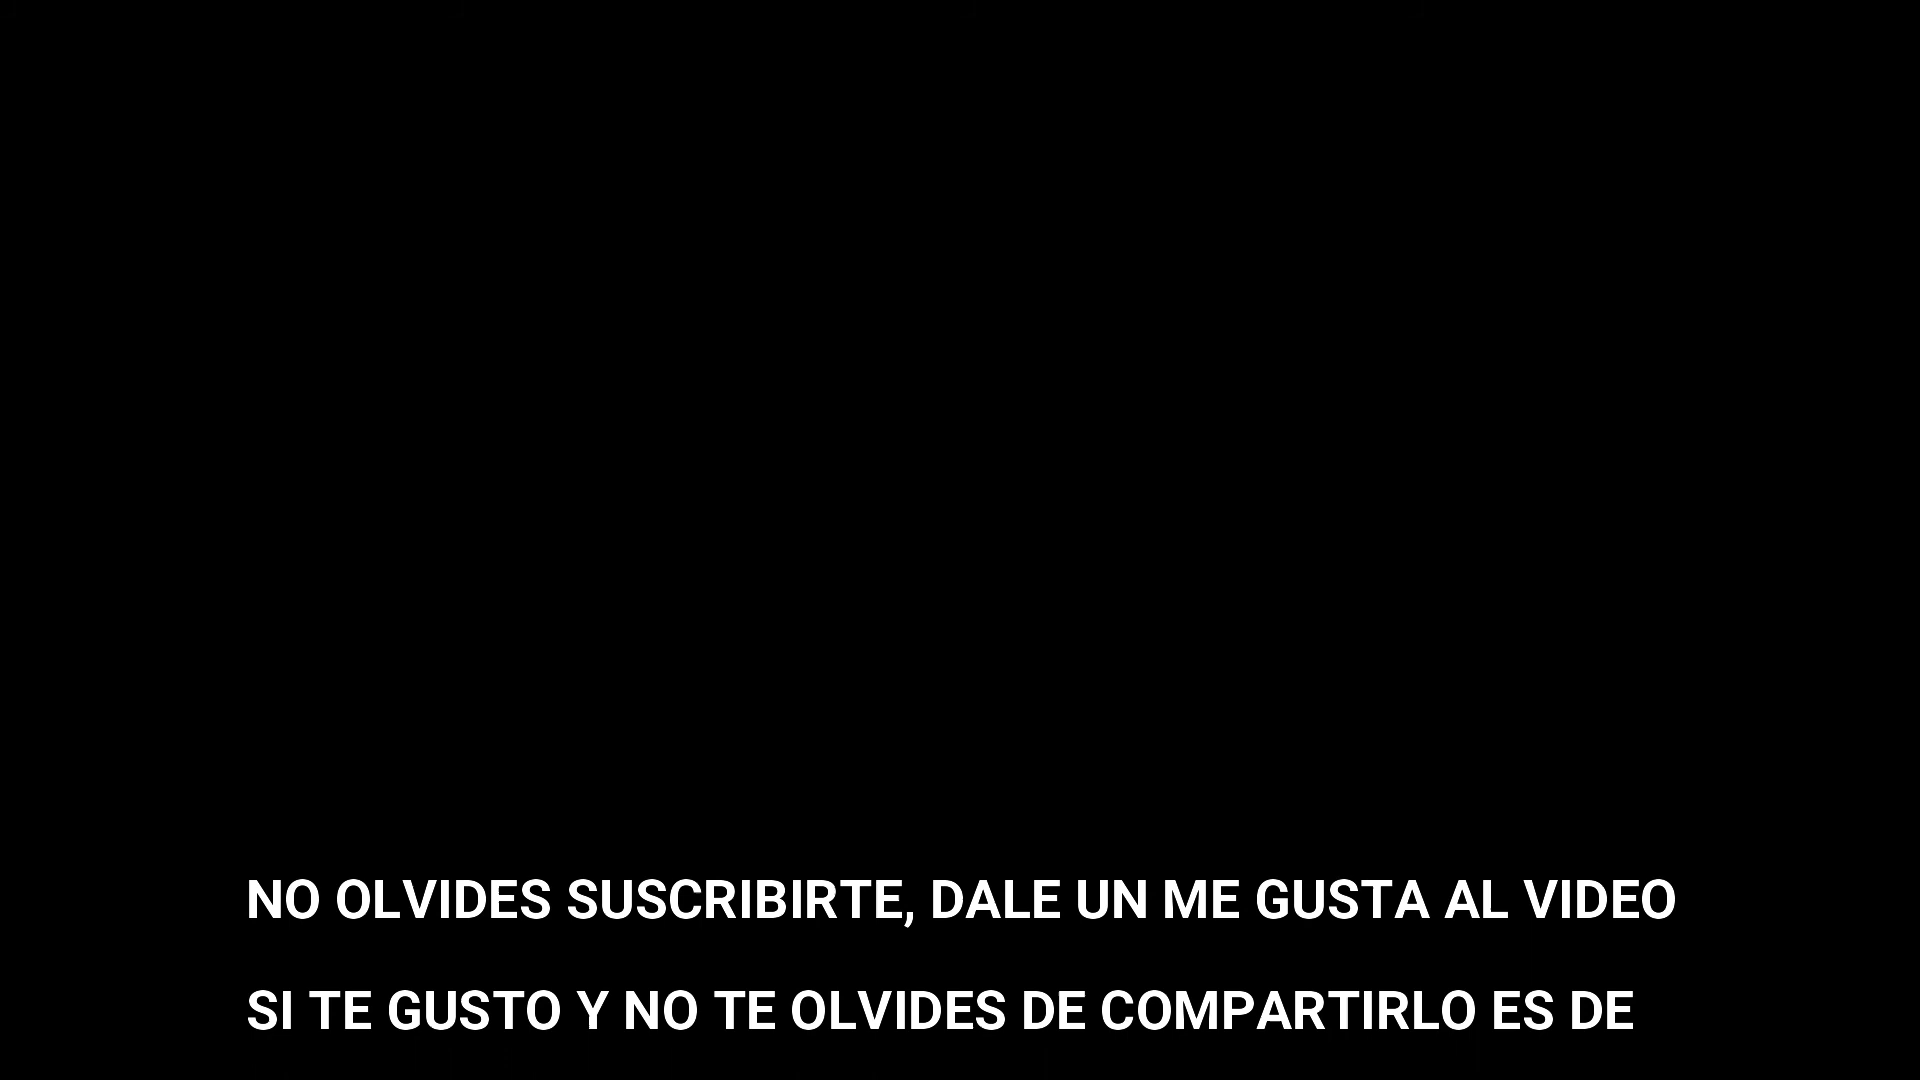 NO OLVIDES SUSCRIBIRTE, DALE UN ME GUSTA AL VIDEO
SI TE GUSTO Y NO TE OLVIDES DE COMPARTIRLO ES DE